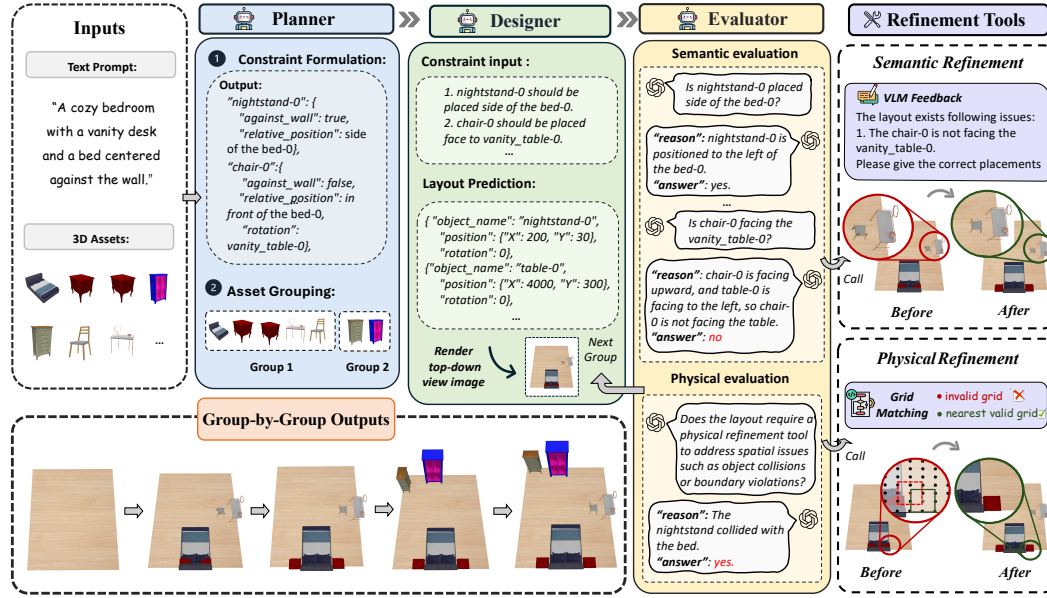 Inputs
Text Prompt:
“A cozy bedroom
with a vanity desk
and a bed centered
against the wall.”
3D Assets:
...
Planner
1 Constraint Formulation:
Output:
”nightstand-0”: {
”against_wall”: true,
”relative_position”: side
of the bed-0},
“chair-0”:{
”against_wall”: false,
”relative_position”: in
front of the bed-0,
“rotation”:
vanity_table-0},
2 Asset Grouping:
Group 1
Group 2
Designer
Constraint input :
1. nightstand-0 should be
placed side of the bed-0.
2. chair-0 should be placed
face to vanity_table-0.
...
Layout Prediction:
{ ”object_name”: ”nightstand-0”,
”position”: {”X”: 200, ”Y”: 30},
”rotation”: 0},
{”object_name”: ”table-0”,
”position”: {”X”: 4000, ”Y”: 300},
”rotation”: 0},
...
Render
top-down
view image
Next
Group
Evaluator
Semantic evaluation
Is nightstand-0 placed
side of the bed-0?
“reason”: nightstand-0 is
positioned to the left of
the bed-0.
“answer”: yes.
...
Is chair-0 facing the
vanity_table-0?
“reason”: chair-0 is facing
upward, and table-0 is
facing to the left, so chair-
0 is not facing the table.
“answer”: no
Physical evaluation
Does the layout require a
physical refinement tool
to address spatial issues
such as object collisions
or boundary violations?
“reason”: The
nightstand collided with
the bed.
“answer”: yes.
Call
Call
Refinement Tools
Semantic Refinement
VLM Feedback
The layout exists following issues:
1. The chair-0 is not facing the
vanity_table-0.
Please give the correct placements
Before
After
Physical Refinement
Grid
Matching
• invalid grid
• nearest valid grid
Before
After
Group-by-Group Outputs